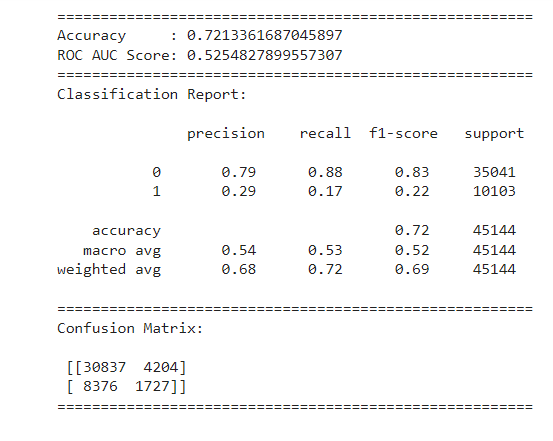 =====================================================
Accuracy     : 0.7213361687045897
ROC AUC Score: 0.5254827899557307
=====================================================
Classification Report:
precision    recall  f1-score   support
0       0.79      0.88      0.83     35041
1       0.29      0.17      0.22     10103
accuracy                           0.72     45144
macro avg       0.54      0.53      0.52     45144
weighted avg       0.68      0.72      0.69     45144
=====================================================
Confusion Matrix:
[[30837  4204]
[ 8376  1727]]
=====================================================